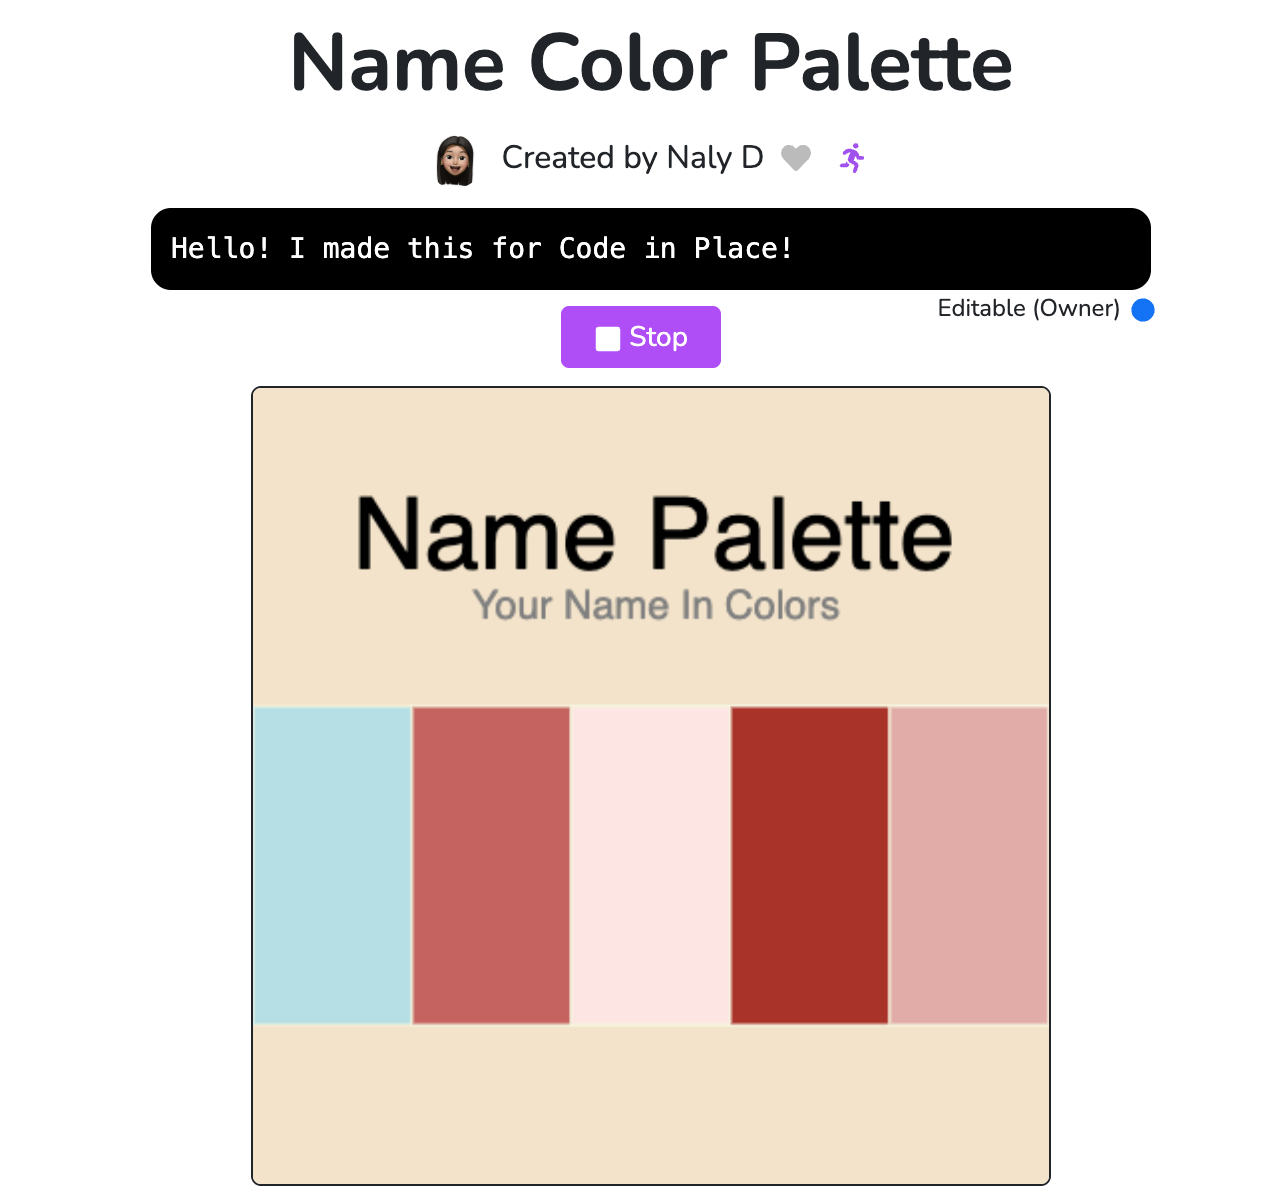 Name Color Palette
Created by Naly D
Hello! I made this for Code in Place!
Editable (Owner)
Stop
Name Palette
Your Name In Colors